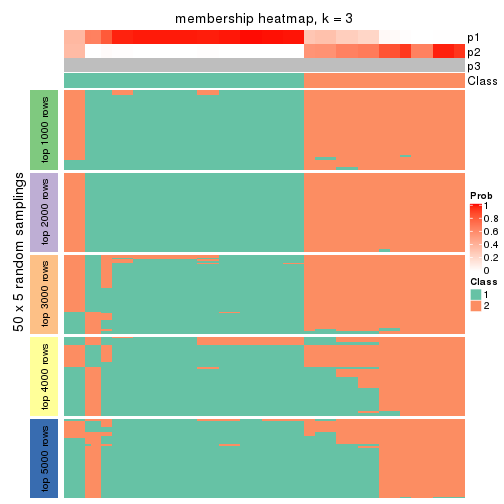 membership heatmap, k = 3
p1
p2
p3
Class
50 x 5 random samplings
top 1000 rows
top 2000 rows
top 3000 rows
top 4000 rows
top 5000 rows
Prob
1
0.8
0.6
0.4
0.2
0
Class
1
2